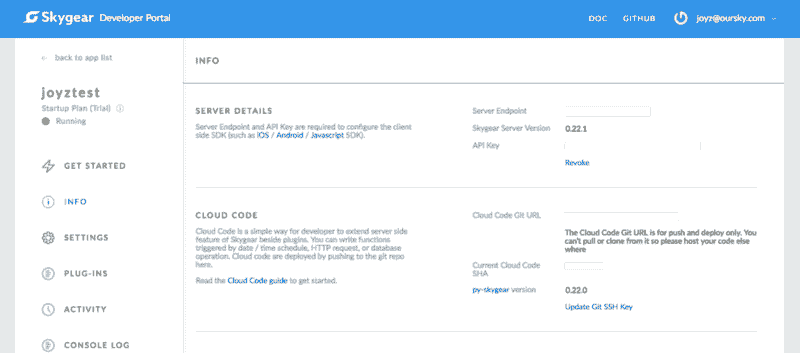 Skygear Developer Portal
DOC
GITHUB
joyz@oursky.com
← back to app list
INFO
joyztest
Startup Plan (Trial)
Running
GET STARTED
INFO
SETTINGS
PLUG-INS
ACTIVITY
CONSOLE LOG
SERVER DETAILS
Server Endpoint and API Key are required to configure the client
side SDK (such as iOS / Android / Javascript SDK).
Server Endpoint
Skygear Server Version
0.22.1
API Key
Revoke
CLOUD CODE
Cloud Code is a simple way for developer to extend server side
feature of Skygear beside plugins. You can write functions
triggered by date / time schedule, HTTP request, or database
operation. Cloud code are deployed by pushing to the git repo
here.
Read the Cloud Code guide to get started.
Cloud Code Git URL
The Cloud Code Git URL is for push and deploy only. You
can't pull or clone from it so please host your code else
where
Current Cloud Code
SHA
py-skygear version
0.22.0
Update Git SSH Key